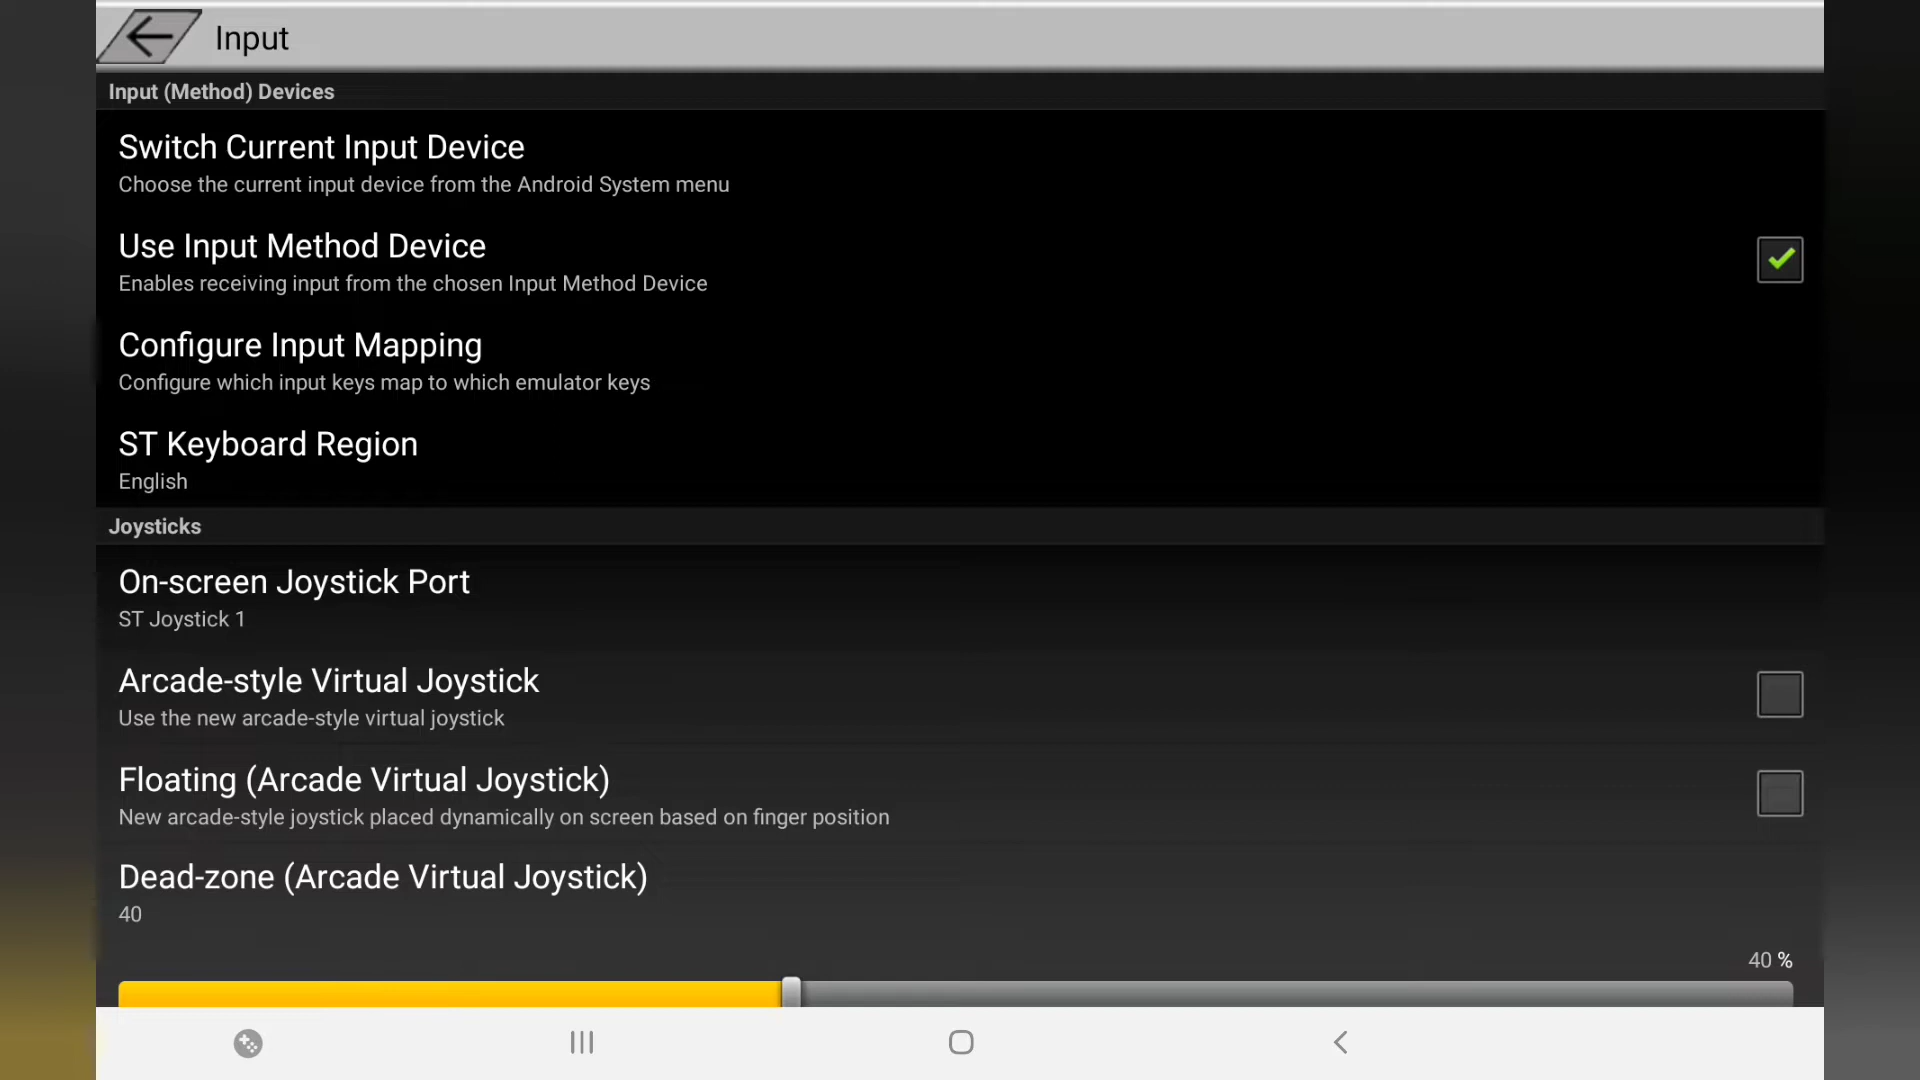 Input
Input (Method) Devices
Switch Current Input Device
Choose the current input device from the Android System menu
Use Input Method Device
Enables receiving input from the chosen Input Method Device
Configure Input Mapping
Configure which input keys map to which emulator keys
ST Keyboard Region
English
Joysticks
On-screen Joystick Port
ST Joystick 1
Arcade-style Virtual Joystick
Use the new arcade-style virtual joystick
Floating (Arcade Virtual Joystick)
New arcade-style joystick placed dynamically on screen based on finger position
Dead-zone (Arcade Virtual Joystick)
40
40 %